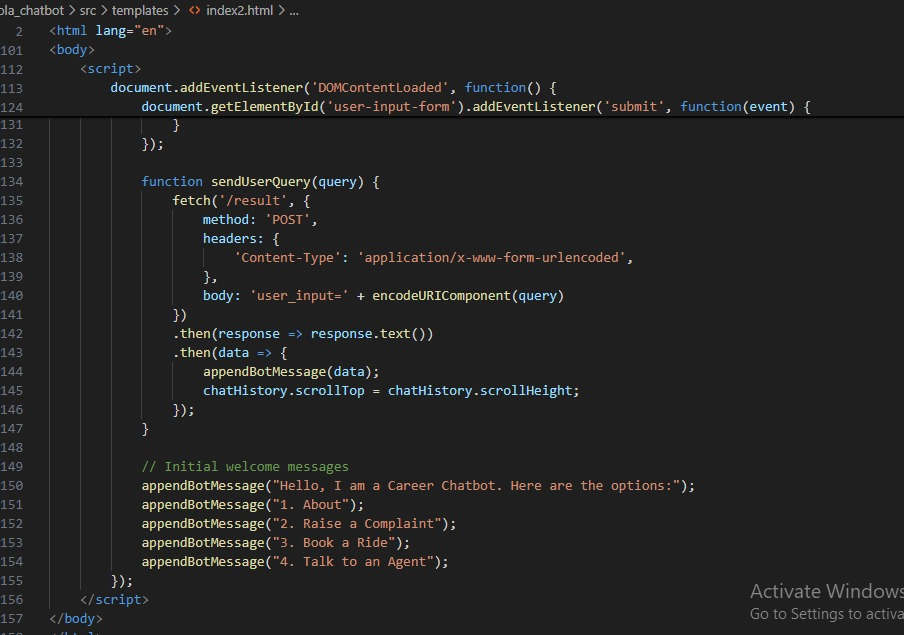 ola_chatbot > src > templates > <> index2.html > ...
2 <html lang="en">
101 <body>
112 <script>
113 document.addEventListener('DOMContentLoaded', function() {
124 document.getElementById('user-input-form').addEventListener('submit', function(event) {
131 }
132 });
133
134 function sendUserQuery(query) {
135 fetch('/result', {
136 method: 'POST',
137 headers: {
138 'Content-Type': 'application/x-www-form-urlencoded',
139 },
140 body: 'user_input=' + encodeURIComponent(query)
141 })
142 .then(response => response.text())
143 .then(data => {
144 appendBotMessage(data);
145 chatHistory.scrollTop = chatHistory.scrollHeight;
146 });
147 }
148
149 // Initial welcome messages
150 appendBotMessage("Hello, I am a Career Chatbot. Here are the options:");
151 appendBotMessage("1. About");
152 appendBotMessage("2. Raise a Complaint");
153 appendBotMessage("3. Book a Ride");
154 appendBotMessage("4. Talk to an Agent");
155 });
156 </script>
157 </body>
Activate Windows
Go to Settings to activa